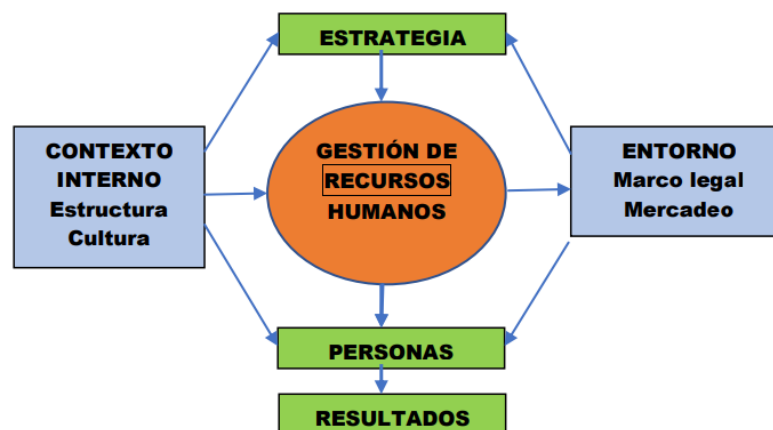 ESTRATEGIA
CONTEXTO
INTERNO
Estructura
Cultura
GESTIÓN DE
RECURSOS
HUMANOS
ENTORNO
Marco legal
Mercadeo
PERSONAS
RESULTADOS